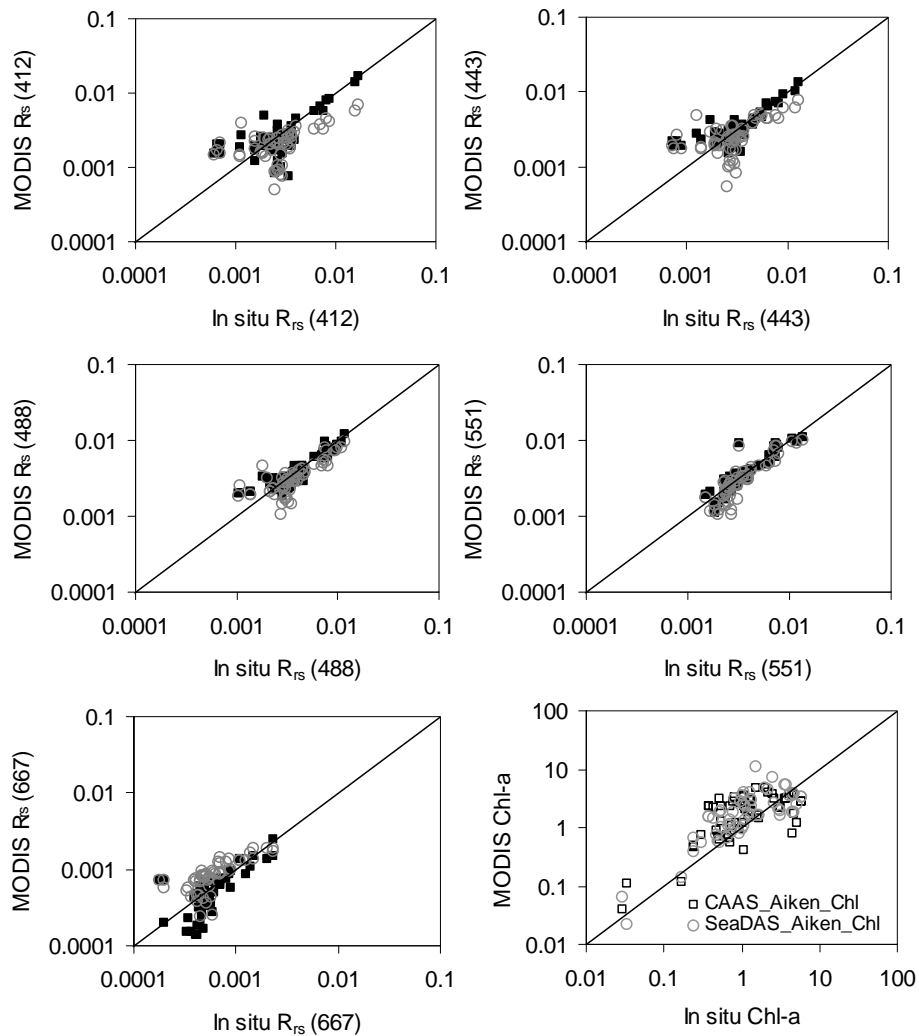 0.1
0.01
0.001
0.0001
MODIS Rrs (412)
0.0001 0.001 0.01 0.1
In situ Rrs (412)
0.1
0.01
0.001
0.0001
MODIS Rrs (443)
0.0001 0.001 0.01 0.1
In situ Rrs (443)
0.1
0.01
0.001
0.0001
MODIS Rrs (488)
0.0001 0.001 0.01 0.1
In situ Rrs (488)
0.1
0.01
0.001
0.0001
MODIS Rrs (551)
0.0001 0.001 0.01 0.1
In situ Rrs (551)
0.1
0.01
0.001
0.0001
MODIS Rrs (667)
0.0001 0.001 0.01 0.1
In situ Rrs (667)
100
10
1
0.1
0.01
MODIS Chl-a
CAAS_Aiken_Chl
SeaDAS_Aiken_Chl
0.01 0.1 1 10 100
In situ Chl-a